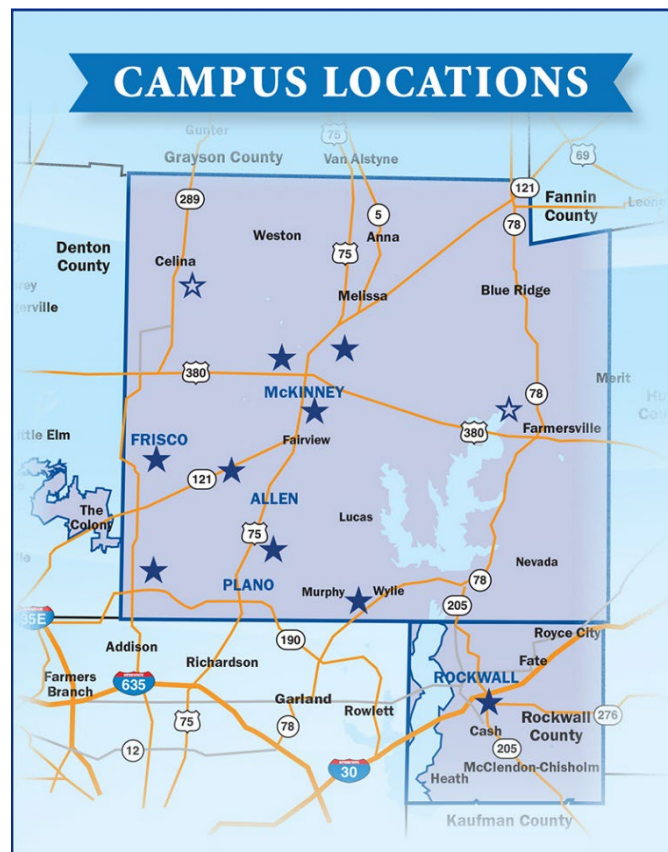 CAMPUS LOCATIONS
75
Gunter
Grayson County
Van Alstyne
69
121
289
Fannin
County
5
78
Denton
County
Weston
Anna
75
Celina
Melissa
Blue Ridge
380
Merit
McKINNEY
78
380
Farmersville
FRISCO
Fairview
121
ALLEN
The
Colony
75
Lucas
Nevada
PLANO
Murphy
Wylle
78
205
35E
190
Royce City
Addison
Richardson
Fate
Farmers
Branch
635
ROCKWALL
Garland
Rowlett
75
78
Rockwall
County
276
Cash
12
205
30
McClendon-Chisholm
Heath
Kaufman County